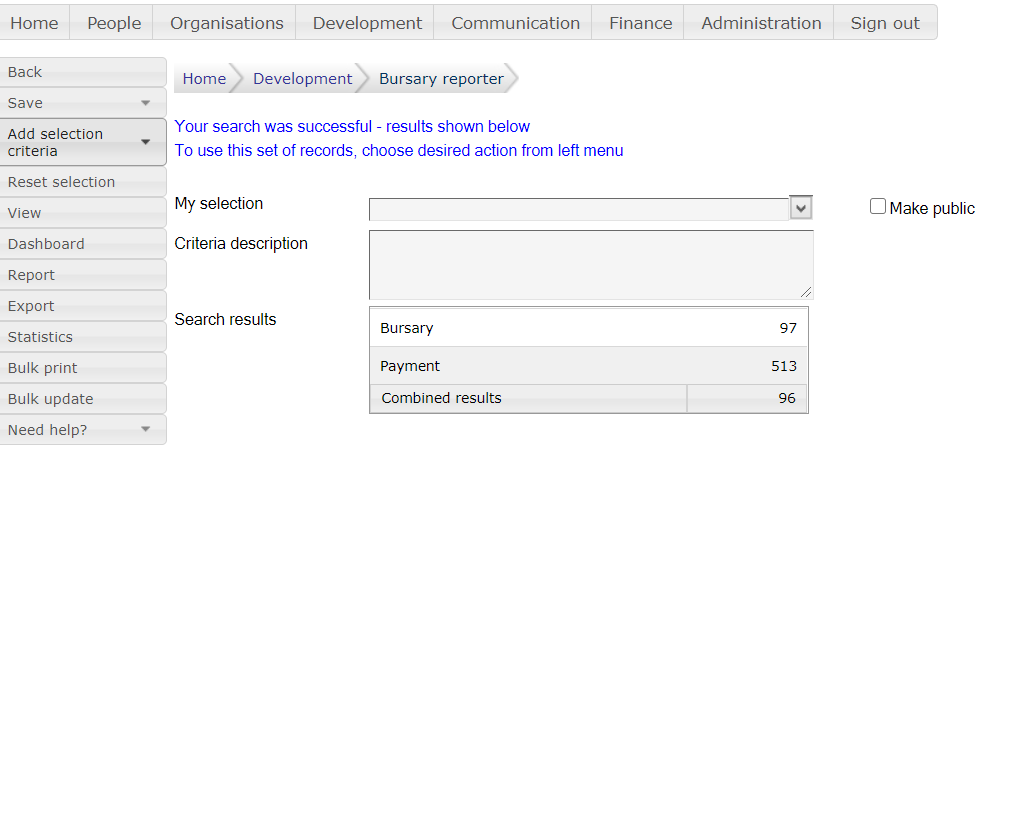 Home People Organisations Development Communication Finance Administration Sign out
Back
Save
Add selection
criteria
Reset selection
View
Dashboard
Report
Export
Statistics
Bulk print
Bulk update
Need help?
Home Development Bursary reporter
Your search was successful - results shown below
To use this set of records, choose desired action from left menu
My selection Make public
Criteria description
Search results
Bursary 97
Payment 513
Combined results 96